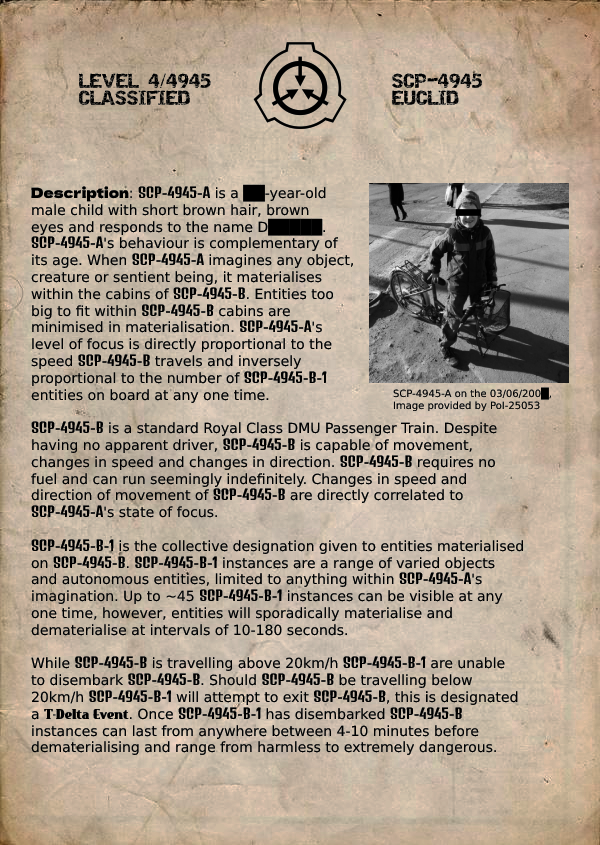 LEVEL 4/4945
CLASSIFIED
SCP-4945
EUCLID
Description: SCP-4945-A is a ██-year-old
male child with short brown hair, brown
eyes and responds to the name D█████.
SCP-4945-A's behaviour is complementary of
its age. When SCP-4945-A imagines any object,
creature or sentient being, it materialises
within the cabins of SCP-4945-B. Entities too
big to fit within SCP-4945-B cabins are
minimised in materialisation. SCP-4945-A's
level of focus is directly proportional to the
speed SCP-4945-B travels and inversely
proportional to the number of SCP-4945-B-1
entities on board at any one time.
SCP-4945-A on the 03/06/200█,
Image provided by PoI-25053
SCP-4945-B is a standard Royal Class DMU Passenger Train. Despite
having no apparent driver, SCP-4945-B is capable of movement,
changes in speed and changes in direction. SCP-4945-B requires no
fuel and can run seemingly indefinitely. Changes in speed and
direction of movement of SCP-4945-B are directly correlated to
SCP-4945-A's state of focus.
SCP-4945-B-1 is the collective designation given to entities materialised
on SCP-4945-B. SCP-4945-B-1 instances are a range of varied objects
and autonomous entities, limited to anything within SCP-4945-A's
imagination. Up to ~45 SCP-4945-B-1 instances can be visible at any
one time, however, entities will sporadically materialise and
dematerialise at intervals of 10-180 seconds.
While SCP-4945-B is travelling above 20km/h SCP-4945-B-1 are unable
to disembark SCP-4945-B. Should SCP-4945-B be travelling below
20km/h SCP-4945-B-1 will attempt to exit SCP-4945-B, this is designated
a T-Delta Event. Once SCP-4945-B-1 has disembarked SCP-4945-B
instances can last from anywhere between 4-10 minutes before
dematerialising and range from harmless to extremely dangerous.